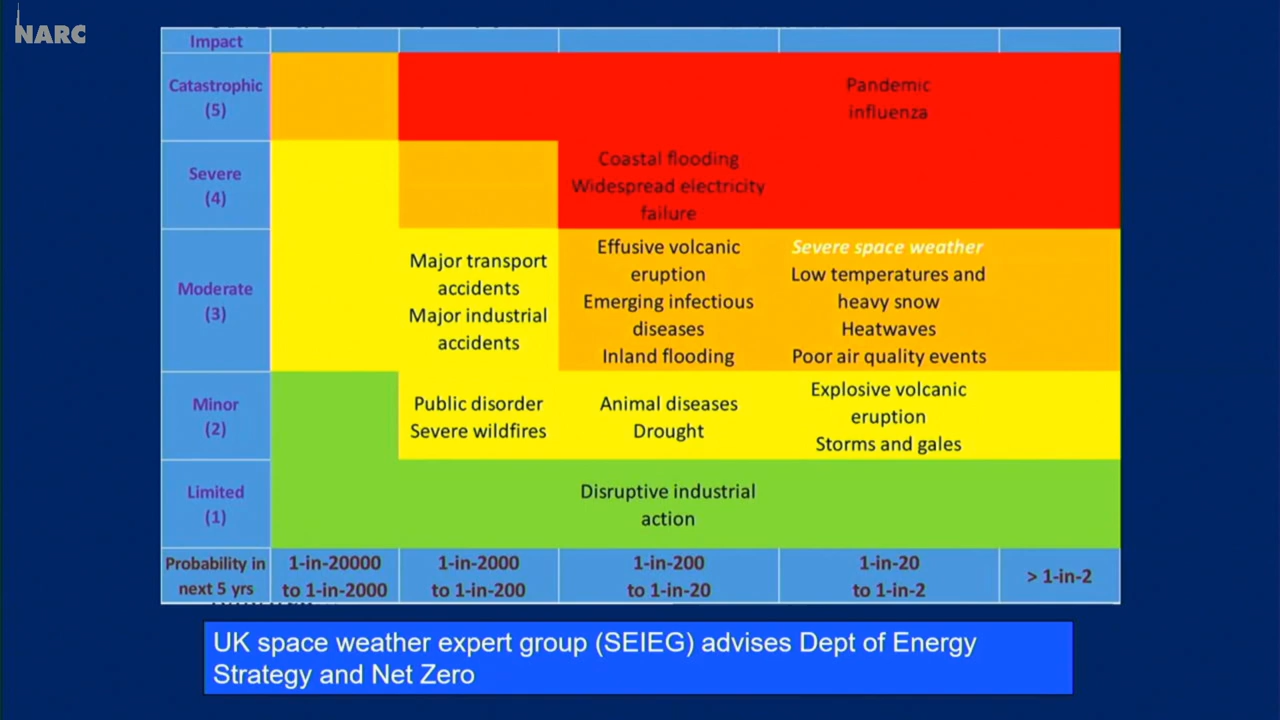 NARC
Impact
Catastrophic
(5)
Pandemic
influenza
Severe
(4)
Coastal flooding
Widespread electricity
failure
Moderate
(3)
Major transport
accidents
Major industrial
accidents
Effusive volcanic
eruption
Emerging infectious
diseases
Inland flooding
Severe space weather
Low temperatures and
heavy snow
Heatwaves
Poor air quality events
Minor
(2)
Public disorder
Severe wildfires
Animal diseases
Drought
Explosive volcanic
eruption
Storms and gales
Limited
(1)
Disruptive industrial
action
Probability in
next 5 yrs
1-in-20000
to 1-in-2000
1-in-2000
to 1-in-200
1-in-200
to 1-in-20
1-in-20
to 1-in-2
> 1-in-2
UK space weather expert group (SEIEG) advises Dept of Energy
Strategy and Net Zero